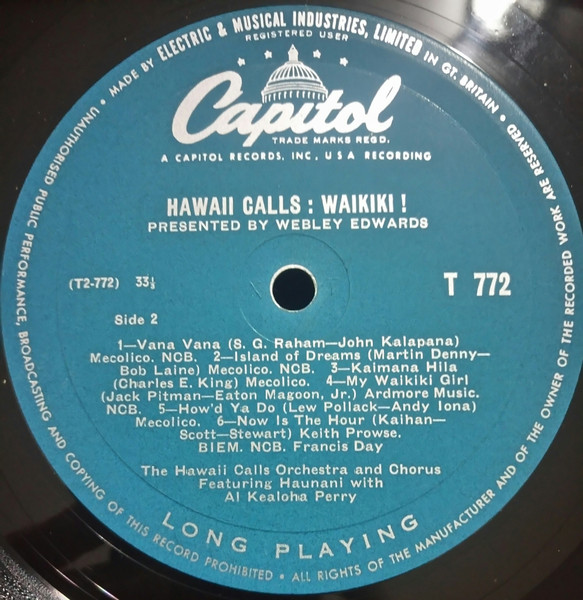 MADE BY ELECTRIC & MUSICAL INDUSTRIES, LIMITED IN GT. BRITAIN • ALL RIGHTS OF THE MANUFACTURER AND OF THE OWNER OF THE RECORDED WORK ARE RESERVED •
REGISTERED USER
Capitol
TRADE MARKS REGD.
A CAPITOL RECORDS, INC, U S A RECORDING
HAWAII CALLS : WAIKIKI !
PRESENTED BY WEBLEY EDWARDS
(T2-772) 33⅓
T 772
Side 2
1—Vana Vana (S. G. Raham—John Kalapana)
Mecolico. NCB. 2—Island of Dreams (Martin Denny—
Bob Laine) Mecolico. NCB. 3—Kaimana Hila
(Charles E. King) Mecolico. 4—My Waikiki Girl
(Jack Pitman—Eaton Magoon, Jr.) Ardmore Music.
NCB. 5—How'd Ya Do (Lew Pollack—Andy Iona)
Mecolico. 6—Now Is The Hour (Kaihan—
Scott—Stewart) Keith Prowse.
BIEM. NCB. Francis Day
The Hawaii Calls Orchestra and Chorus
Featuring Haunani with
Al Kealoha Perry
LONG PLAYING
UNAUTHORISED PUBLIC PERFORMANCE, BROADCASTING AND COPYING OF THIS RECORD PROHIBITED •